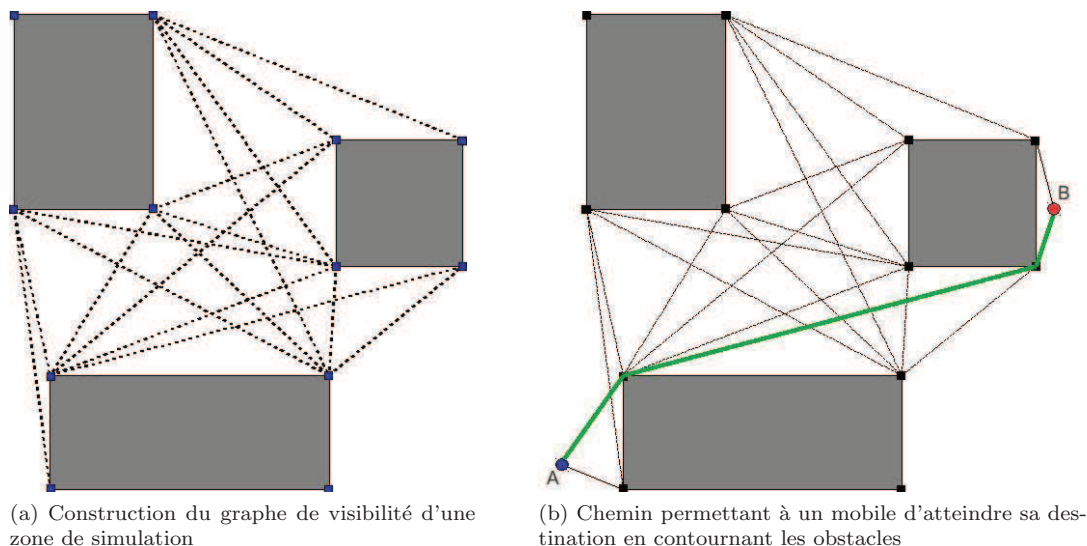 B
A
(a) Construction du graphe de visibilité d'une
zone de simulation
(b) Chemin permettant à un mobile d'atteindre sa des-
tination en contournant les obstacles